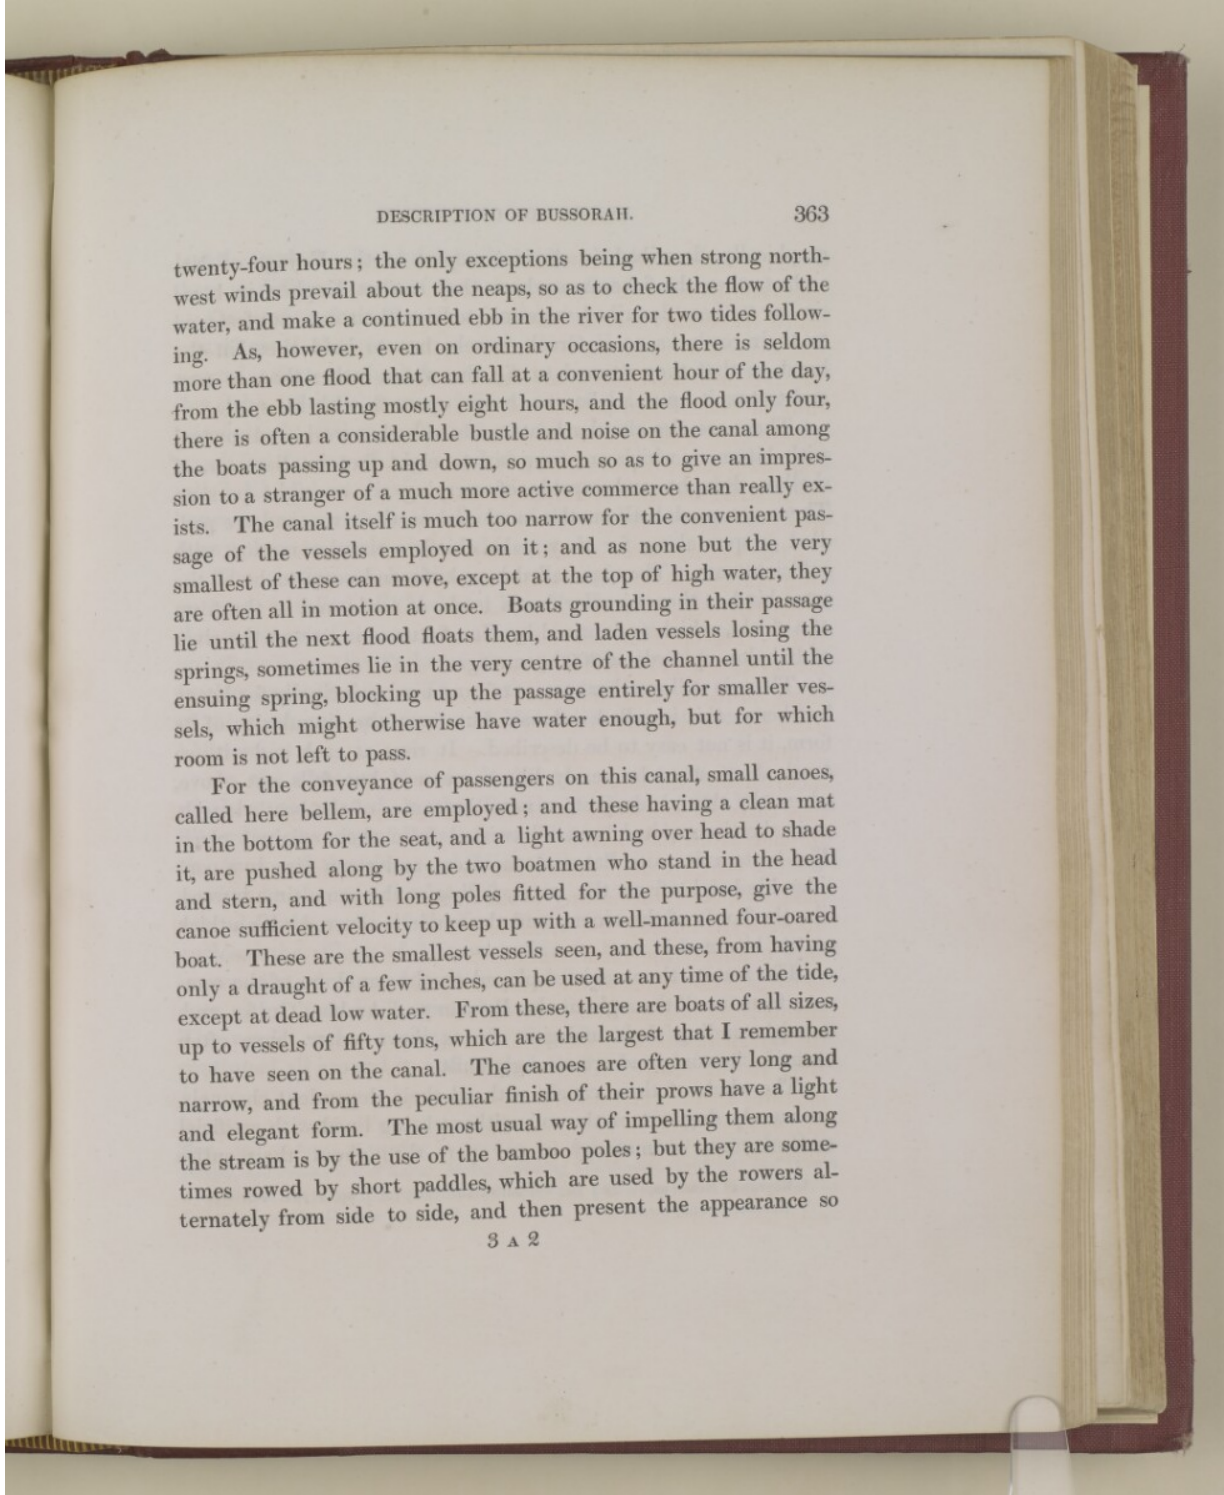 DESCRIPTION OF BUSSORAH. 363
twenty-four hours; the only exceptions being when strong north-
west winds prevail about the neaps, so as to check the flow of the
water, and make a continued ebb in the river for two tides follow-
ing. As, however, even on ordinary occasions, there is seldom
more than one flood that can fall at a convenient hour of the day,
from the ebb lasting mostly eight hours, and the flood only four,
there is often a considerable bustle and noise on the canal among
the boats passing up and down, so much so as to give an impres-
sion to a stranger of a much more active commerce than really ex-
ists. The canal itself is much too narrow for the convenient pas-
sage of the vessels employed on it; and as none but the very
smallest of these can move, except at the top of high water, they
are often all in motion at once. Boats grounding in their passage
lie until the next flood floats them, and laden vessels losing the
springs, sometimes lie in the very centre of the channel until the
ensuing spring, blocking up the passage entirely for smaller ves-
sels, which might otherwise have water enough, but for which
room is not left to pass.
For the conveyance of passengers on this canal, small canoes,
called here bellem, are employed; and these having a clean mat
in the bottom for the seat, and a light awning over head to shade
it, are pushed along by the two boatmen who stand in the head
and stern, and with long poles fitted for the purpose, give the
canoe sufficient velocity to keep up with a well-manned four-oared
boat. These are the smallest vessels seen, and these, from having
only a draught of a few inches, can be used at any time of the tide,
except at dead low water. From these, there are boats of all sizes,
up to vessels of fifty tons, which are the largest that I remember
to have seen on the canal. The canoes are often very long and
narrow, and from the peculiar finish of their prows have a light
and elegant form. The most usual way of impelling them along
the stream is by the use of the bamboo poles; but they are some-
times rowed by short paddles, which are used by the rowers al-
ternately from side to side, and then present the appearance so
3 A 2